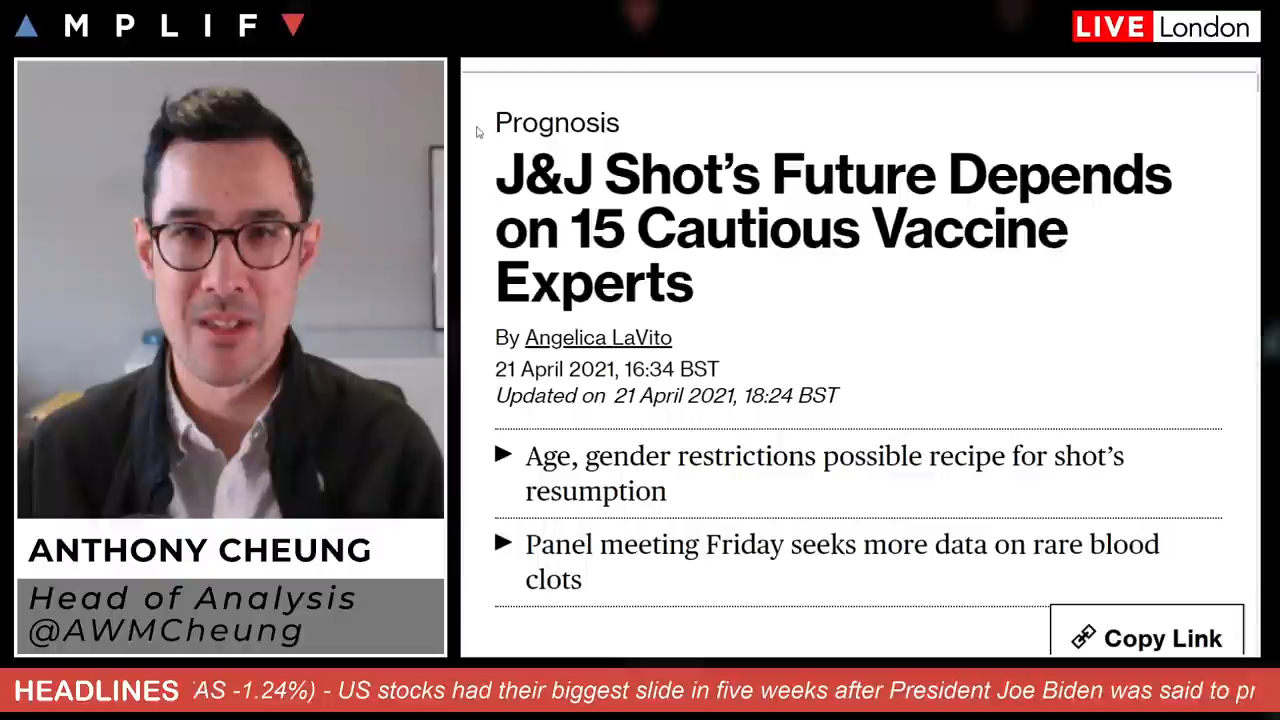 AMPLIFY
LIVE London
Prognosis
J&J Shot's Future Depends
on 15 Cautious Vaccine
Experts
By Angelica LaVito
21 April 2021, 16:34 BST
Updated on 21 April 2021, 18:24 BST
Age, gender restrictions possible recipe for shot's
resumption
Panel meeting Friday seeks more data on rare blood
clots
Copy Link
ANTHONY CHEUNG
Head of Analysis
@AWMCheung
HEADLINES 'AS -1.24%) - US stocks had their biggest slide in five weeks after President Joe Biden was said to pr